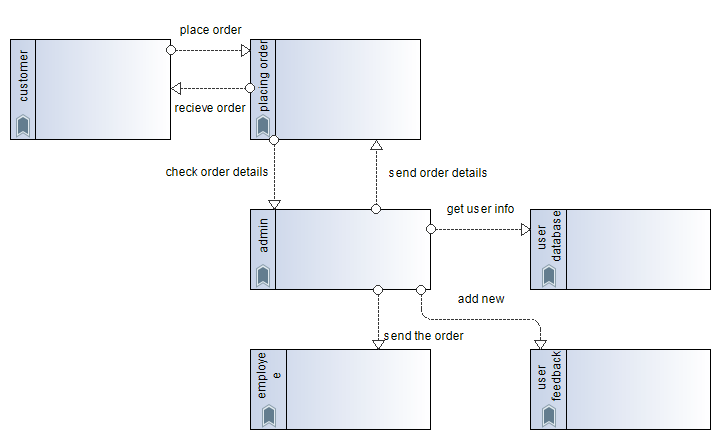 place order
customer
placing order
recieve order
check order details
send order details
admin
get user info
user
database
add new
send the order
employe
e
user
feedback